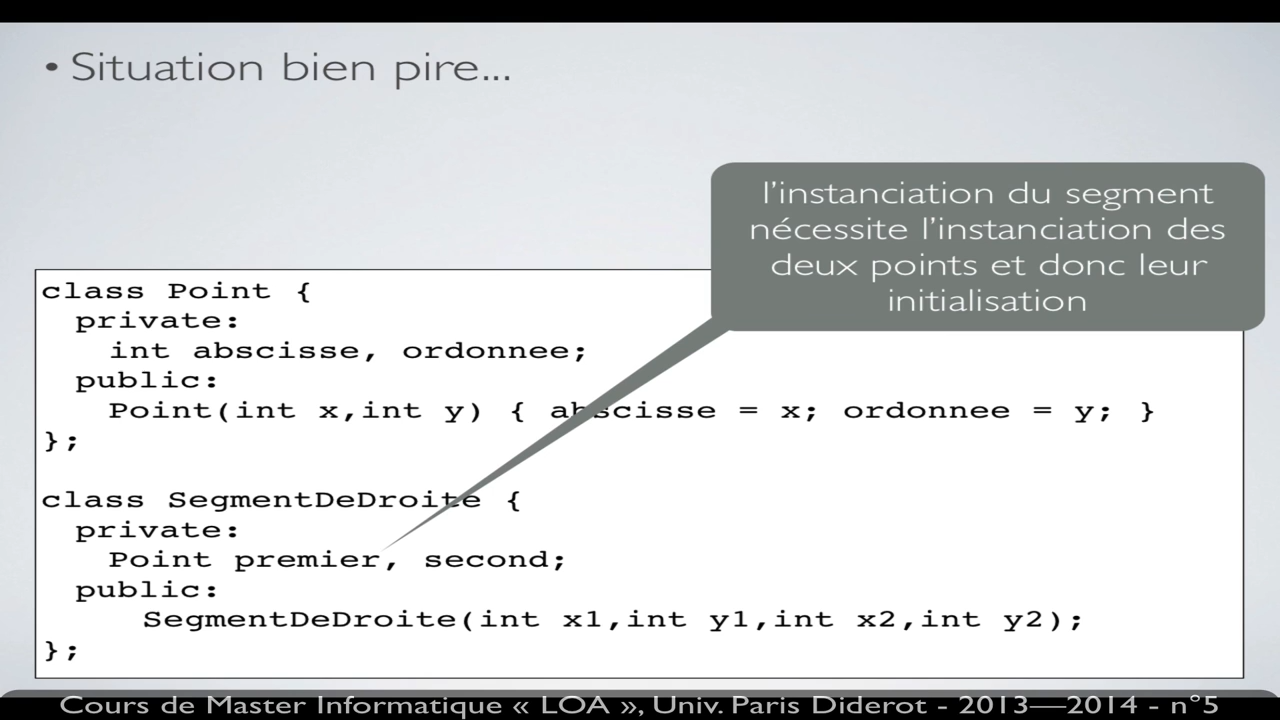 • Situation bien pire...
l'instanciation du segment
nécessite l'instanciation des
deux points et donc leur
initialisation
class Point {
  private:
    int abscisse, ordonnee;
  public:
    Point(int x,int y) { abscisse = x; ordonnee = y; }
};
class SegmentDeDroite {
  private:
    Point premier, second;
  public:
      SegmentDeDroite(int x1,int y1,int x2,int y2);
};
Cours de Master Informatique « LOA », Univ. Paris Diderot - 2013—2014 - n°5